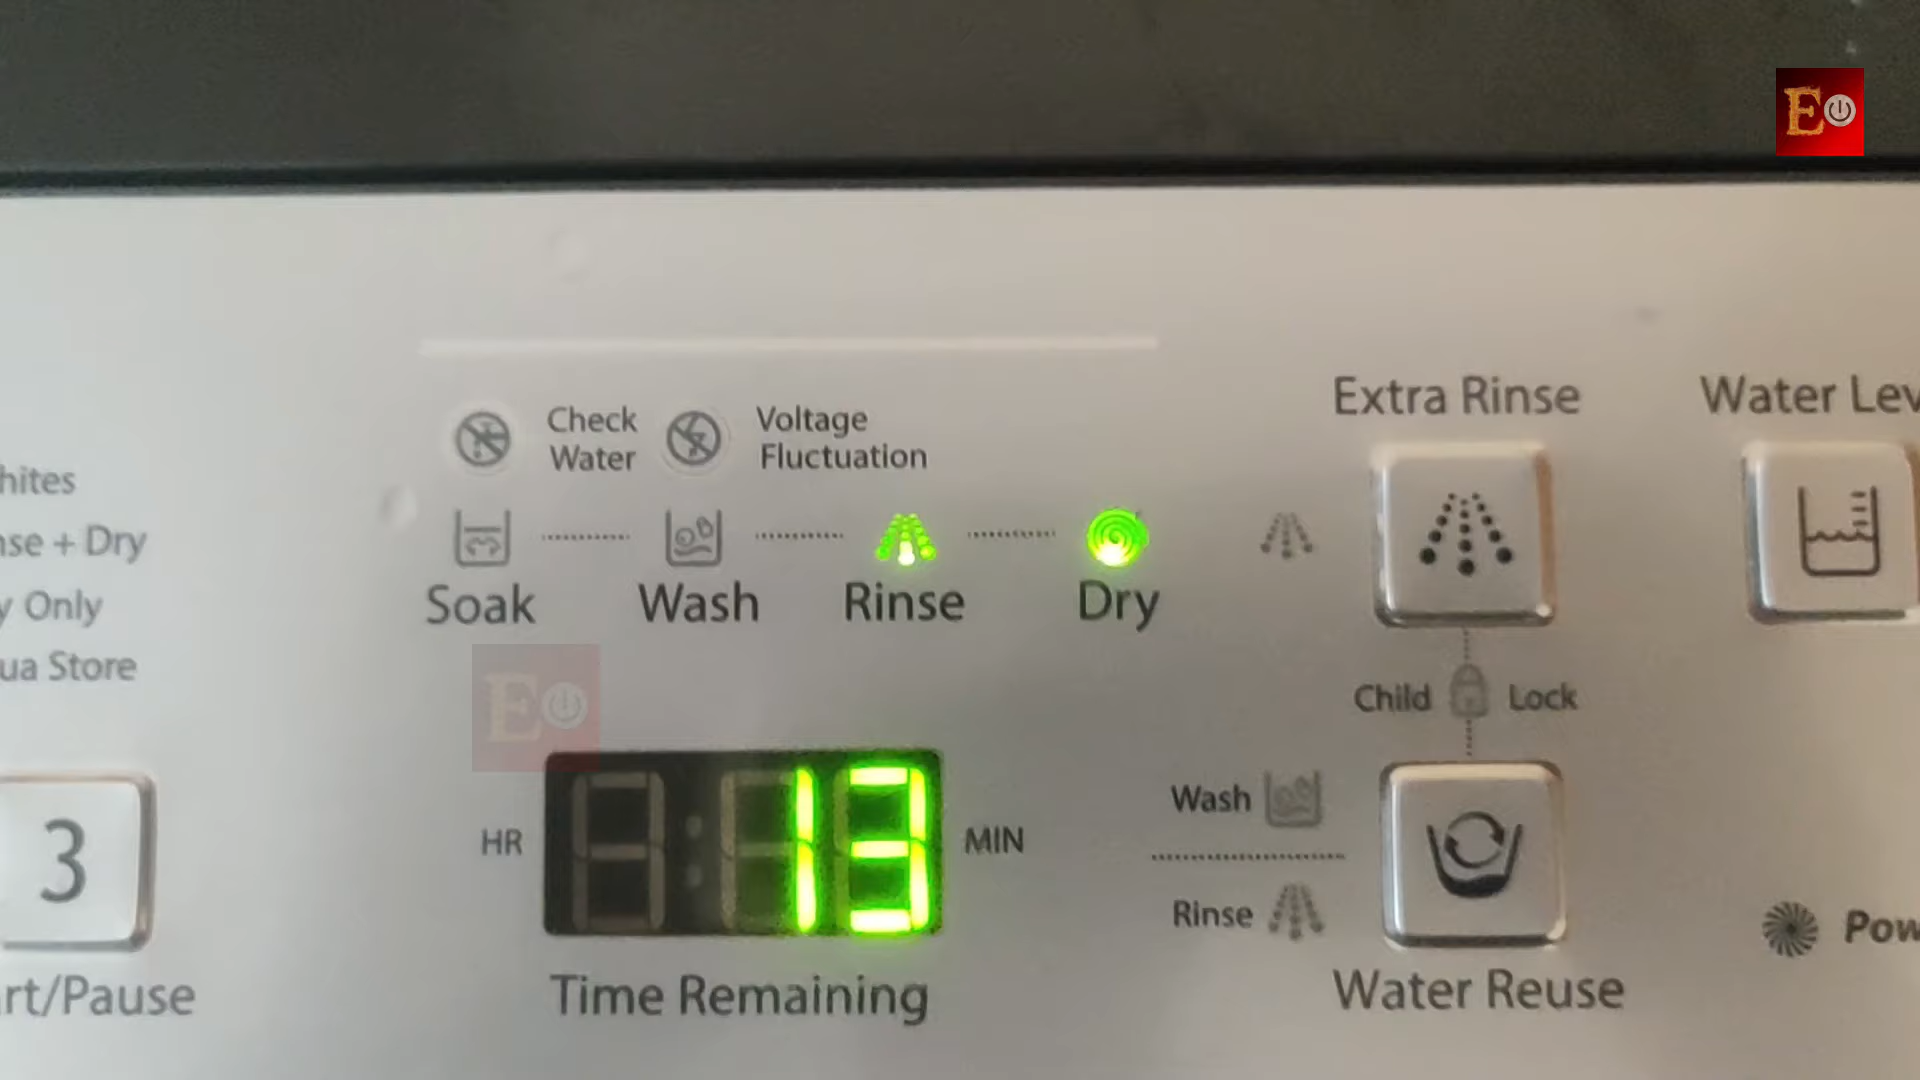 E
Extra Rinse
Water Lev
Check
Water
Voltage
Fluctuation
hites
nse + Dry
y Only
ua Store
Soak
Wash
Rinse
Dry
Child
Lock
E
3
HR
13
MIN
Wash
Rinse
Pow
rt/Pause
Time Remaining
Water Reuse